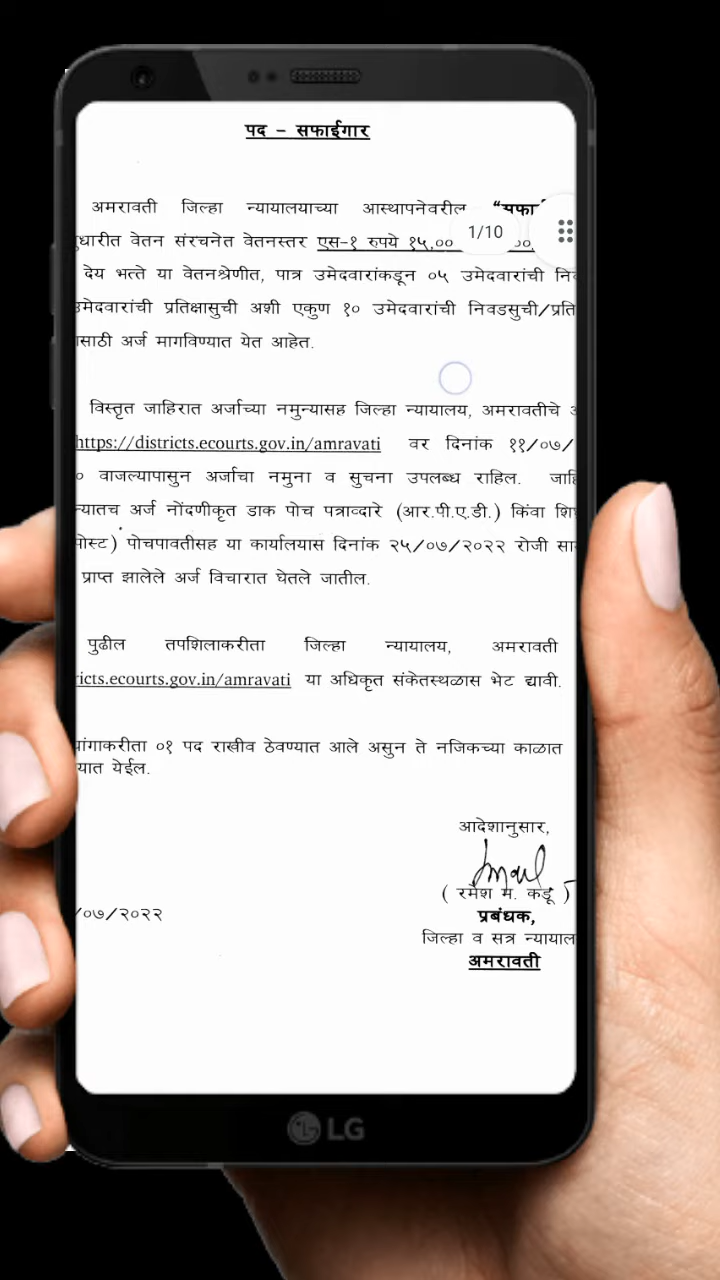 पद – सफाईगार
अमरावती जिल्हा न्यायालयाच्या आस्थापनेवरील “सफा
धारीत वेतन संरचनेत वेतनस्तर एस-१ रुपये १५,००
1/10
देय भत्ते या वेतनश्रेणीत, पात्र उमेदवारांकडून ०५ उमेदवारांची नि
उमेदवारांची प्रतिक्षासुची अशी एकुण १० उमेदवारांची निवडसुची/प्रति
साठी अर्ज मागविण्यात येत आहेत.
विस्तृत जाहिरात अर्जाच्या नमुन्यासह जिल्हा न्यायालय, अमरावतीचे
https://districts.ecourts.gov.in/amravati वर दिनांक ११/०७/
० वाजल्यापासुन अर्जाचा नमुना व सुचना उपलब्ध राहिल. जाहि
न्यातच अर्ज नोंदणीकृत डाक पोच पत्राव्दारे (आर.पी.ए.डी.) किंवा शि
पोस्ट) पोचपावतीसह या कार्यालयास दिनांक २५/०७/२०२२ रोजी सा
प्राप्त झालेले अर्ज विचारात घेतले जातील.
पुढील तपशिलाकरीता जिल्हा न्यायालय, अमरावती
ricts.ecourts.gov.in/amravati या अधिकृत संकेतस्थळास भेट द्यावी.
यांगाकरीता ०१ पद राखीव ठेवण्यात आले असुन ते नजिकच्या काळात
यात येईल.
आदेशानुसार,
( रमेश म. कडू )
/०७/२०२२
प्रबंधक,
जिल्हा व सत्र न्यायाल
अमरावती
LG